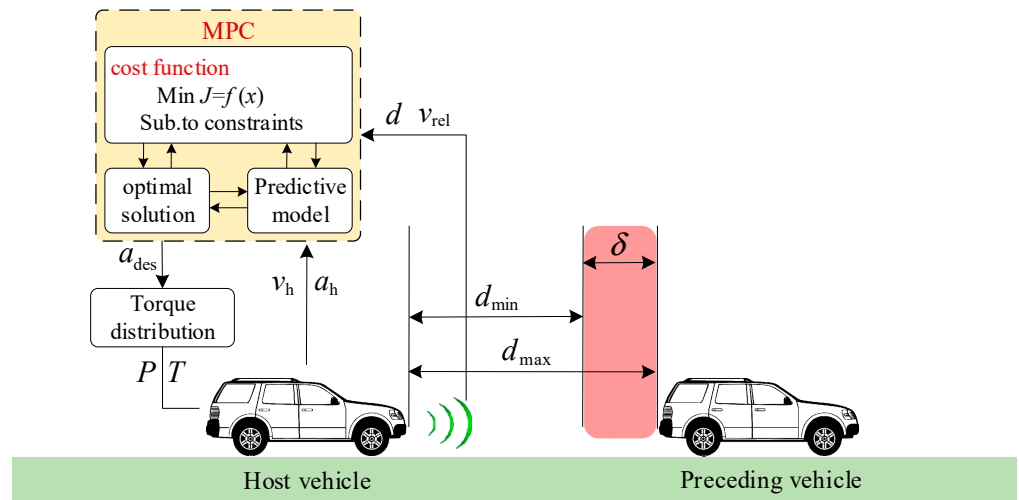 MPC
cost function
Min J=f (x)
Sub.to constraints
optimal
solution
Predictive
model
d v_rel
a_des
v_h a_h
Torque
distribution
P T
δ
d_min
d_max
Host vehicle
Preceding vehicle